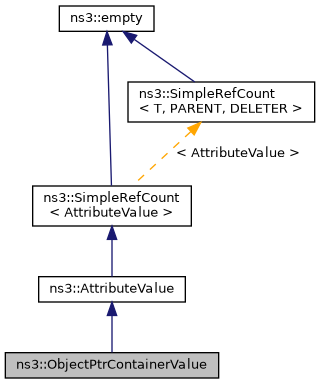 ns3::empty
ns3::SimpleRefCount
< T, PARENT, DELETER >
< AttributeValue >
ns3::SimpleRefCount
< AttributeValue >
ns3::AttributeValue
ns3::ObjectPtrContainerValue